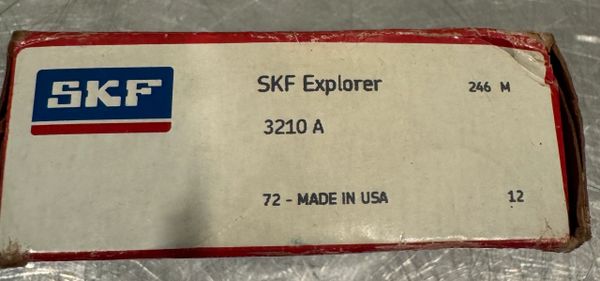 SKF
SKF Explorer 246 M
3210 A
72 - MADE IN USA 12